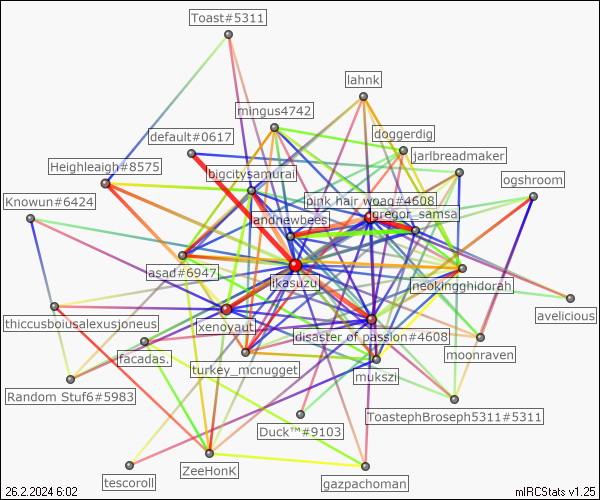 Toast#5311
lahnk
mingus4742
doggerdig
default#0617
jarlbreadmaker
Heighleaigh#8575
bigcitysamurai
ogshroom
Knowun#6424
pink hair woag#4608
andnewbees
gregor_samsa
asad#6947
likasuzu
neokingghidorah
avelicious
thiccusboiusalexusjoneus
xenoyaut
disaster of passion#4608
facadas.
moonraven
turkey_mcnugget
mukszi
Random Stuf6#5983
ToastephBroseph5311#5311
Duck™#9103
ZeeHonK
tescoroll
gazpachoman
26.2.2024 6:02
mIRCStats v1.25